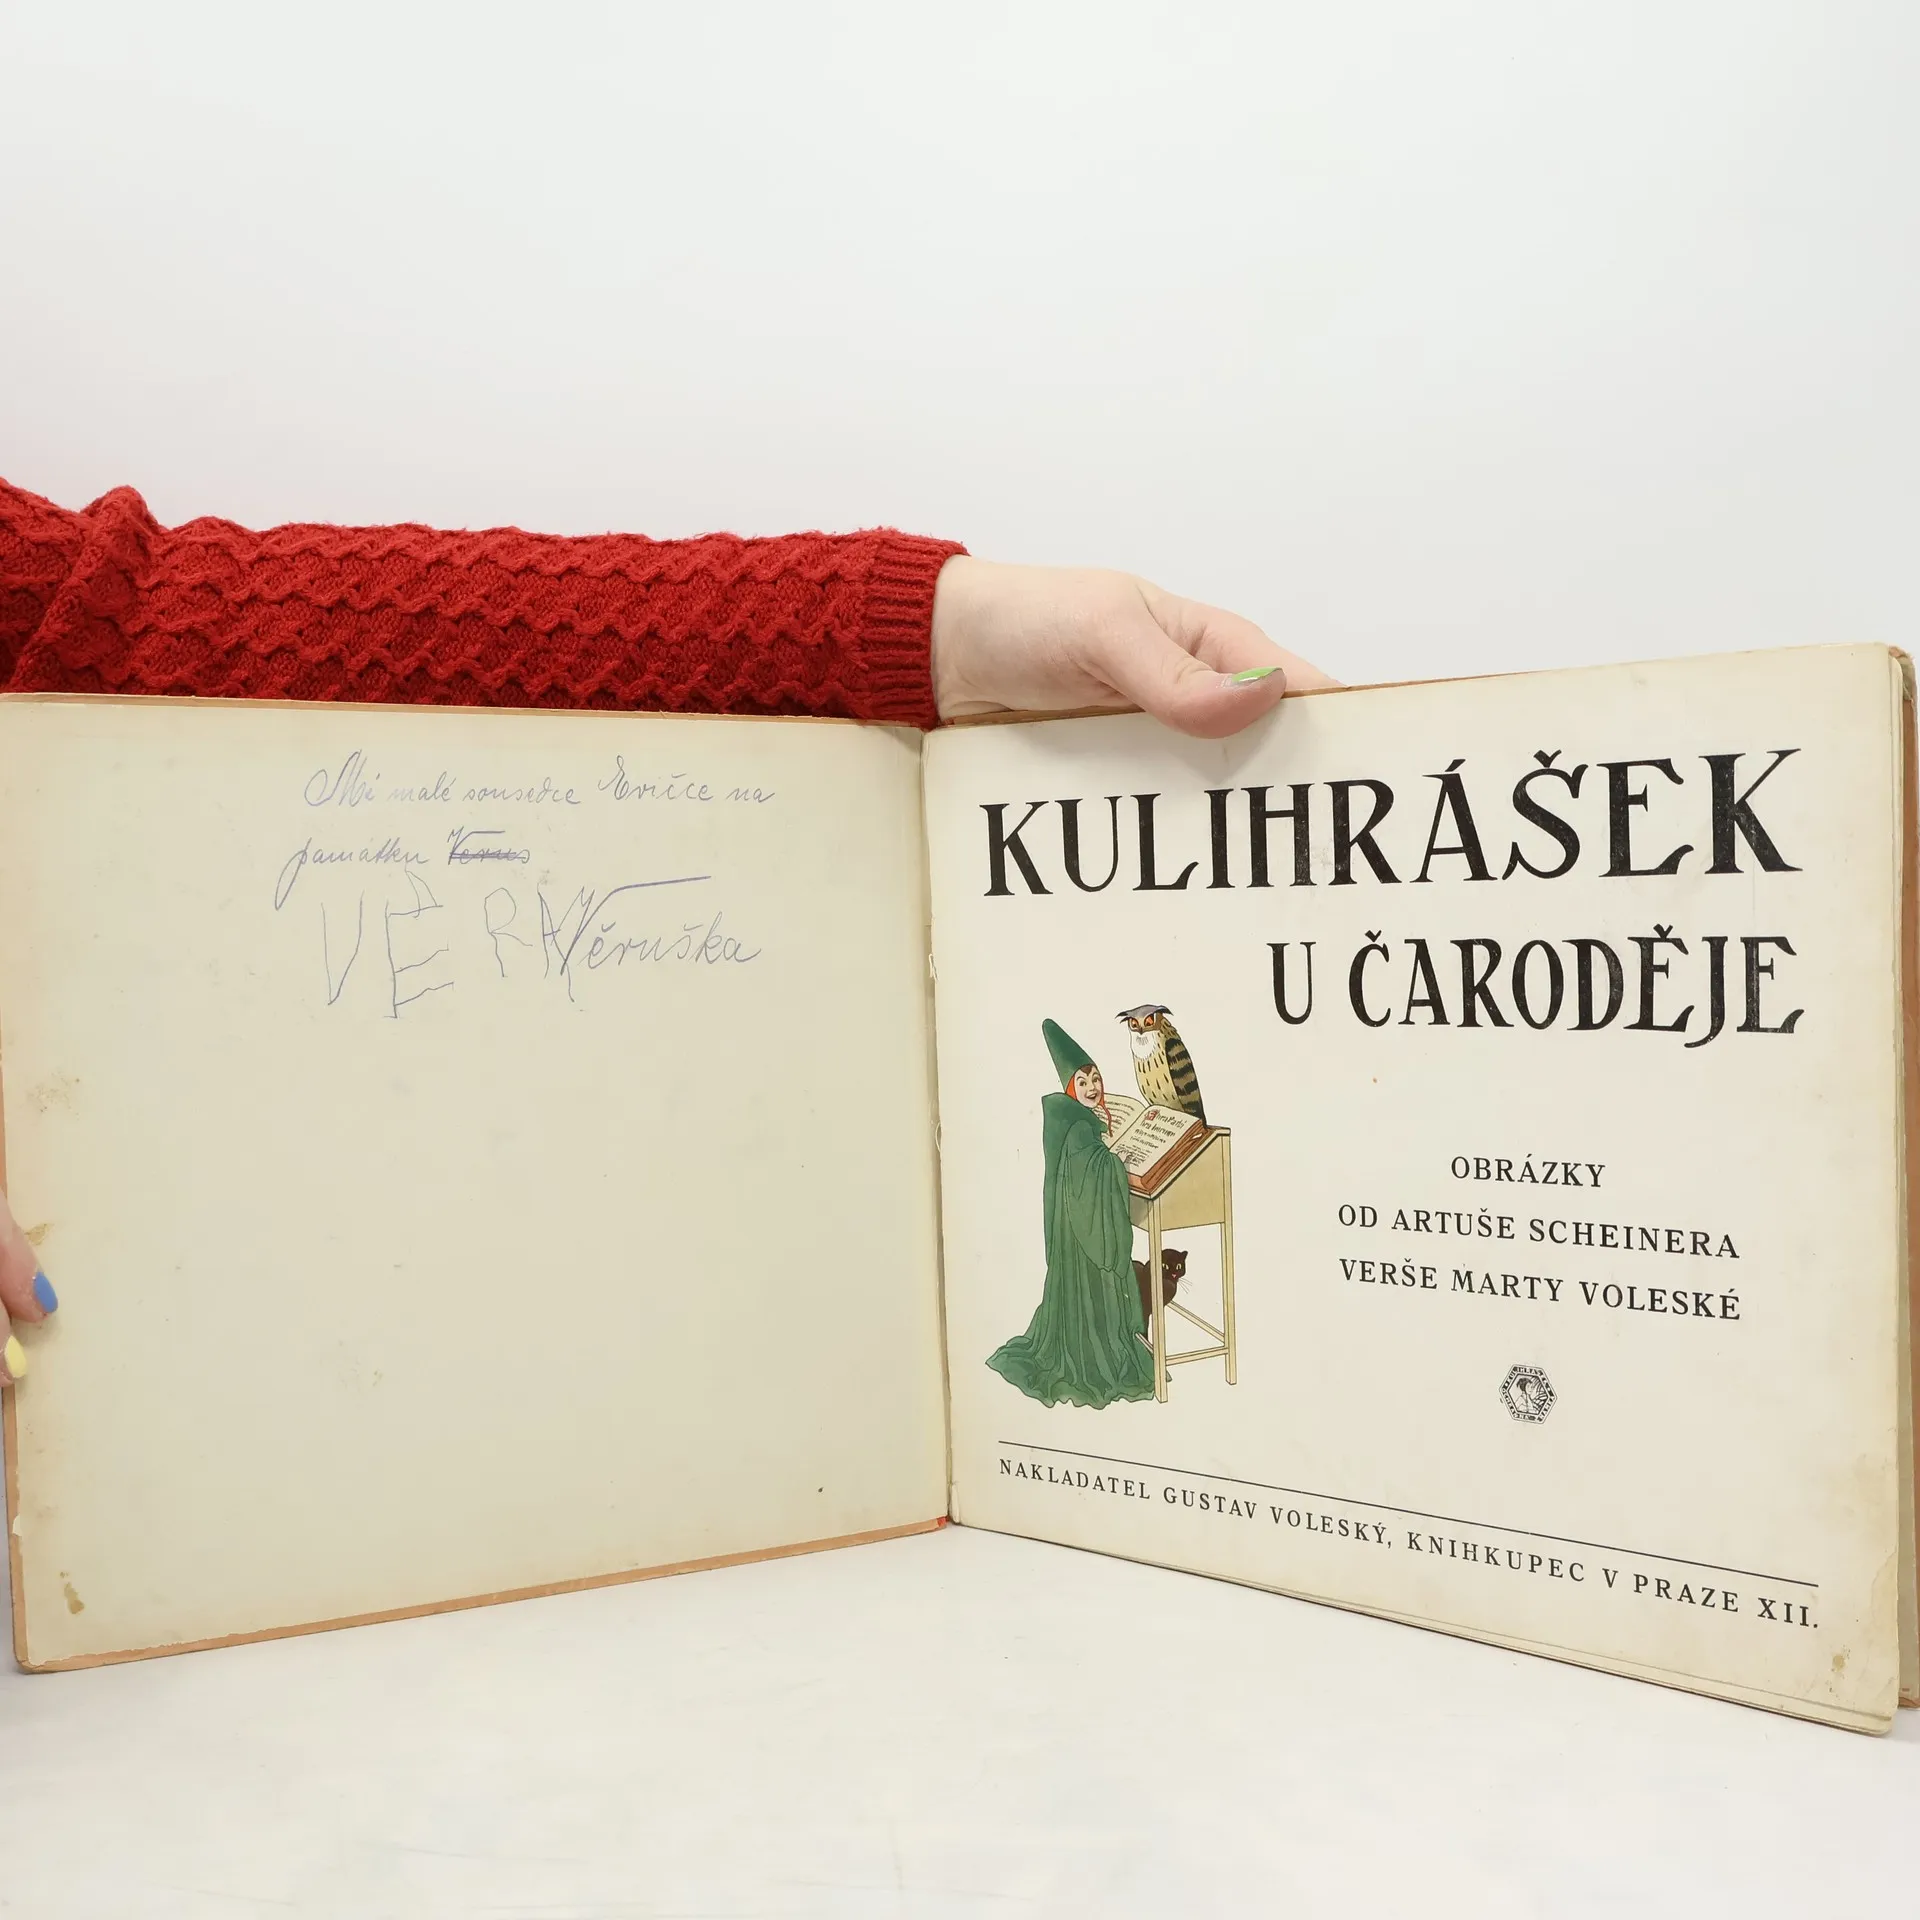 Mé malé sousedce Evičce na
památku Věrus
VĚRA Věruška
KULIHRÁŠEK
U ČARODĚJE
OBRÁZKY
OD ARTUŠE SCHEINERA
VERŠE MARTY VOLESKÉ
NAKLADATEL GUSTAV VOLESKÝ, KNIHKUPEC V PRAZE XII.